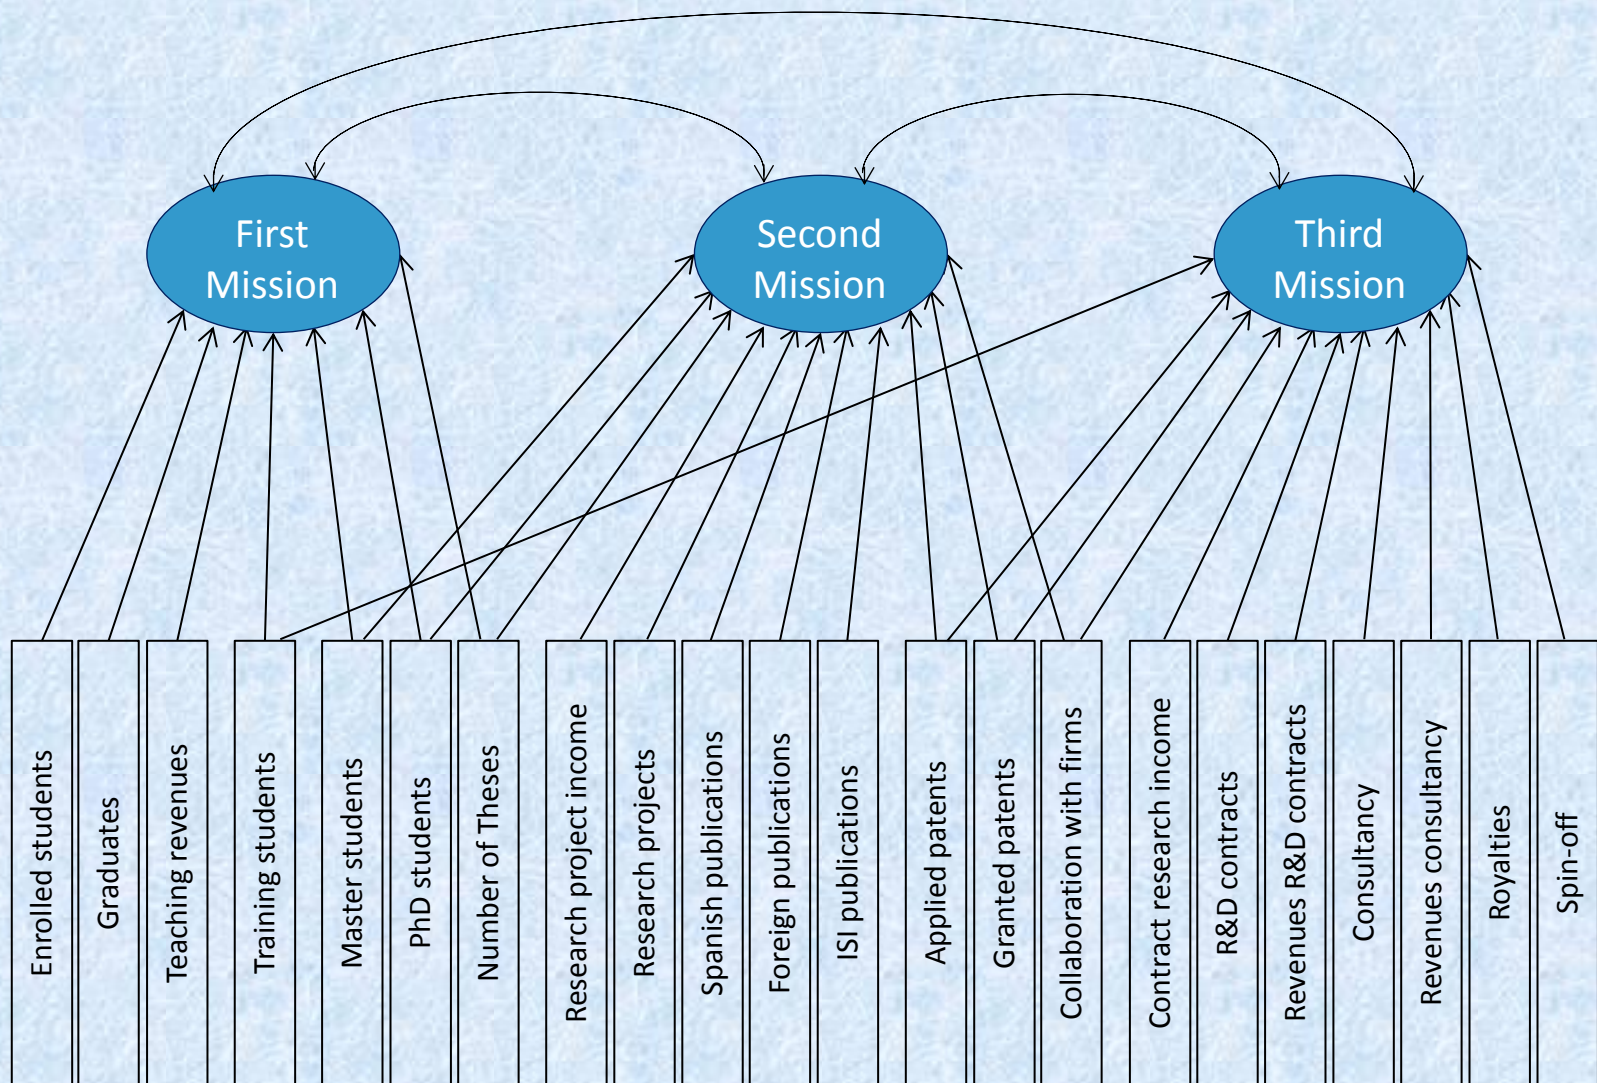 First
Mission
Second
Mission
Third
Mission
Enrolled students
Graduates
Teaching revenues
Training students
Master students
PhD students
Number of Theses
Research project income
Research projects
Spanish publications
Foreign publications
ISI publications
Applied patents
Granted patents
Collaboration with firms
Contract research income
R&D contracts
Revenues R&D contracts
Consultancy
Revenues consultancy
Royalties
Spin-off